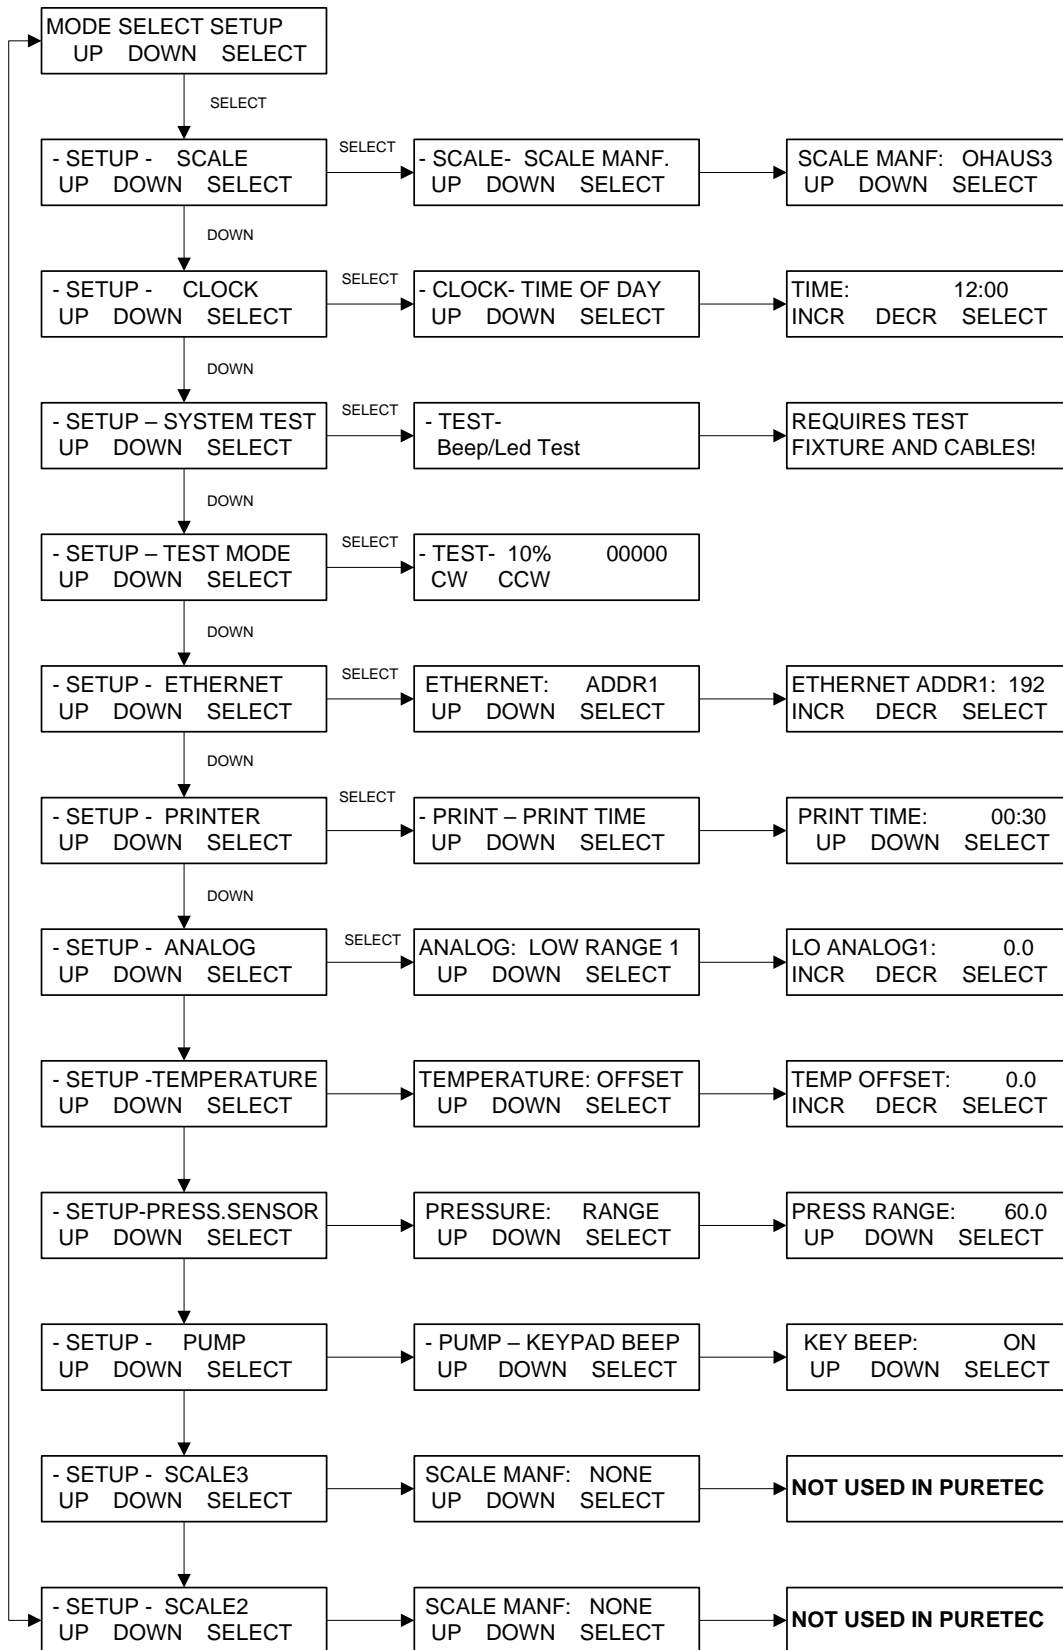 MODE SELECT SETUP
UP DOWN SELECT
SELECT
- SETUP - SCALE
UP DOWN SELECT
SELECT
- SCALE- SCALE MANF.
UP DOWN SELECT
SCALE MANF: OHAUS3
UP DOWN SELECT
DOWN
- SETUP - CLOCK
UP DOWN SELECT
SELECT
- CLOCK- TIME OF DAY
UP DOWN SELECT
TIME: 12:00
INCR DECR SELECT
DOWN
- SETUP – SYSTEM TEST
UP DOWN SELECT
SELECT
- TEST-
Beep/Led Test
REQUIRES TEST
FIXTURE AND CABLES!
DOWN
- SETUP – TEST MODE
UP DOWN SELECT
SELECT
- TEST- 10% 00000
CW CCW
DOWN
- SETUP - ETHERNET
UP DOWN SELECT
SELECT
ETHERNET: ADDR1
UP DOWN SELECT
ETHERNET ADDR1: 192
INCR DECR SELECT
DOWN
- SETUP - PRINTER
UP DOWN SELECT
SELECT
- PRINT – PRINT TIME
UP DOWN SELECT
PRINT TIME: 00:30
UP DOWN SELECT
DOWN
- SETUP - ANALOG
UP DOWN SELECT
SELECT
ANALOG: LOW RANGE 1
UP DOWN SELECT
LO ANALOG1: 0.0
INCR DECR SELECT
- SETUP -TEMPERATURE
UP DOWN SELECT
TEMPERATURE: OFFSET
UP DOWN SELECT
TEMP OFFSET: 0.0
INCR DECR SELECT
- SETUP-PRESS.SENSOR
UP DOWN SELECT
PRESSURE: RANGE
UP DOWN SELECT
PRESS RANGE: 60.0
UP DOWN SELECT
- SETUP - PUMP
UP DOWN SELECT
- PUMP – KEYPAD BEEP
UP DOWN SELECT
KEY BEEP: ON
UP DOWN SELECT
- SETUP - SCALE3
UP DOWN SELECT
SCALE MANF: NONE
UP DOWN SELECT
NOT USED IN PURETEC
- SETUP - SCALE2
UP DOWN SELECT
SCALE MANF: NONE
UP DOWN SELECT
NOT USED IN PURETEC